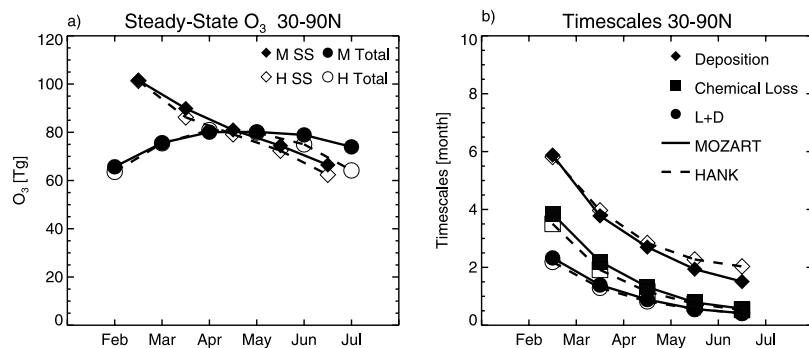 a) Steady-State O3 30-90N
M SS M Total
H SS H Total
O3 [Tg]
120
100
80
60
40
20
0
Feb Mar Apr May Jun Jul
b) Timescales 30-90N
Deposition
Chemical Loss
L+D
MOZART
HANK
Timescales [month]
10
8
6
4
2
0
Feb Mar Apr May Jun Jul